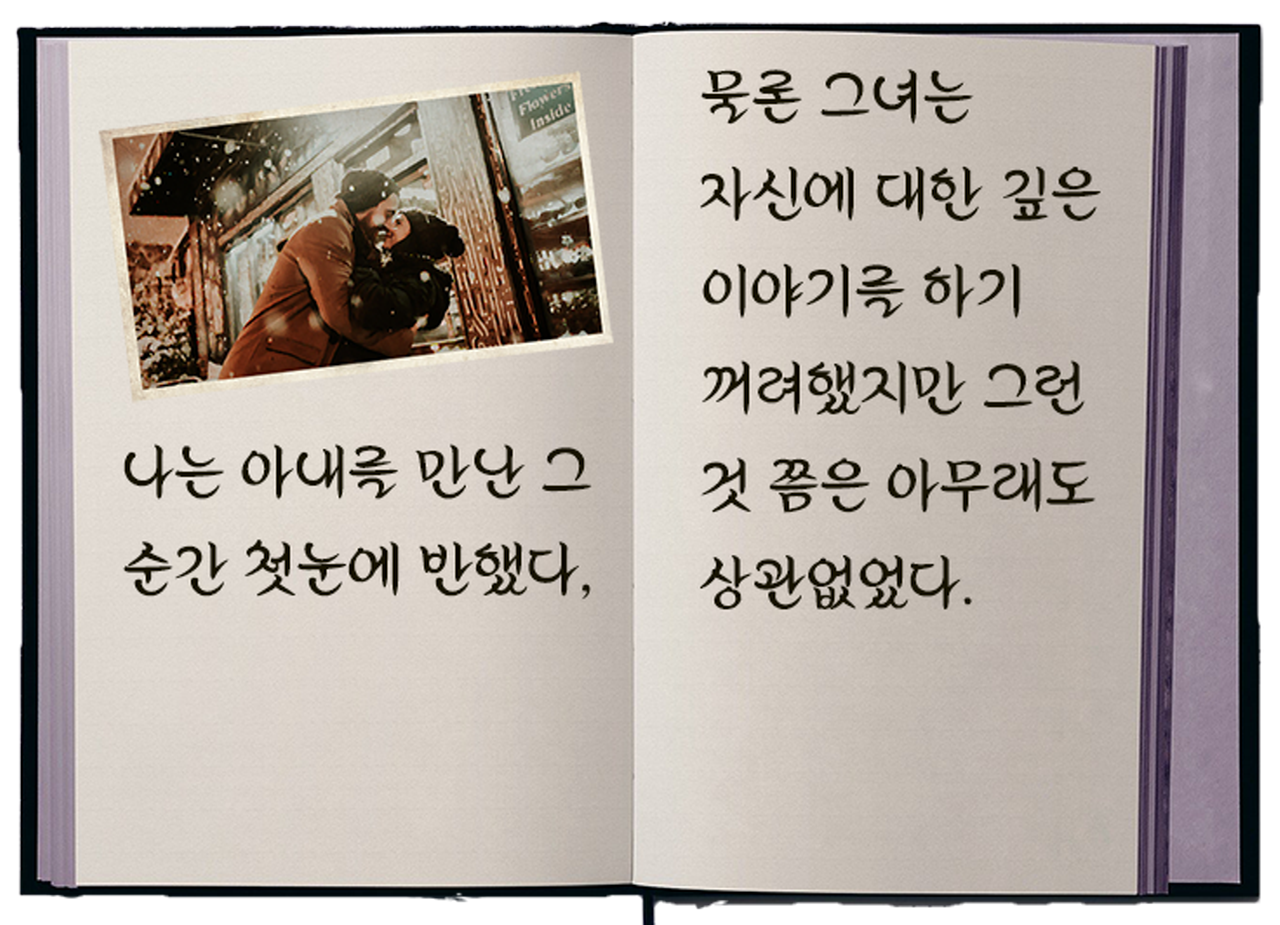 Flowers
Inside
나는 아내를 만난 그
순간 첫눈에 반했다,
물론 그녀는
자신에 대한 깊은
이야기를 하기
꺼려했지만 그런
것 쯤은 아무래도
상관없었다.